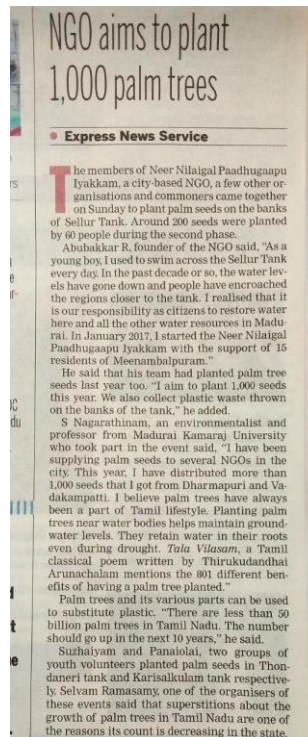 NGO aims to plant
1,000 palm trees
Express News Service
The members of Neer Nilaigal Paadhugaapu
Iyakkam, a city-based NGO, a few other or-
ganisations and commoners came together
on Sunday to plant palm seeds on the banks
of Sellur Tank. Around 200 seeds were planted
by 60 people during the second phase.
Abubakkar R, founder of the NGO said, "As a
young boy, I used to swim across the Sellur Tank
every day. In the past decade or so, the water lev-
els have gone down and people have encroached
the regions closer to the tank. I realised that it
is our responsibility as citizens to restore water
here and all the other water resources in Madu-
rai. In January 2017, I started the Neer Nilaigal
Paadhugaapu Iyakkam with the support of 15
residents of Meenambalpuram."
He said that his team had planted palm tree
seeds last year too. "I aim to plant 1,000 seeds
this year. We also collect plastic waste thrown
on the banks of the tank," he added.
S Nagarathinam, an environmentalist and
professor from Madurai Kamaraj University
who took part in the event said, "I have been
supplying palm seeds to several NGOs in the
city. This year, I have distributed more than
1,000 seeds that I got from Dharmapuri and Va-
dakampatti. I believe palm trees have always
been a part of Tamil lifestyle. Planting palm
trees near water bodies helps maintain ground-
water levels. They retain water in their roots
even during drought. Tala Vilasam, a Tamil
classical poem written by Thirukudandhai
Arunachalam mentions the 801 different ben-
efits of having a palm tree planted."
Palm trees and its various parts can be used
to substitute plastic. "There are less than 50
billion palm trees in Tamil Nadu. The number
should go up in the next 10 years," he said.
Suzhaiyam and Panaiolai, two groups of
youth volunteers planted palm seeds in Thon-
daneri tank and Karisalkulam tank respective-
ly. Selvam Ramasamy, one of the organisers of
these events said that superstitions about the
growth of palm trees in Tamil Nadu are one of
the reasons its count is decreasing in the state.